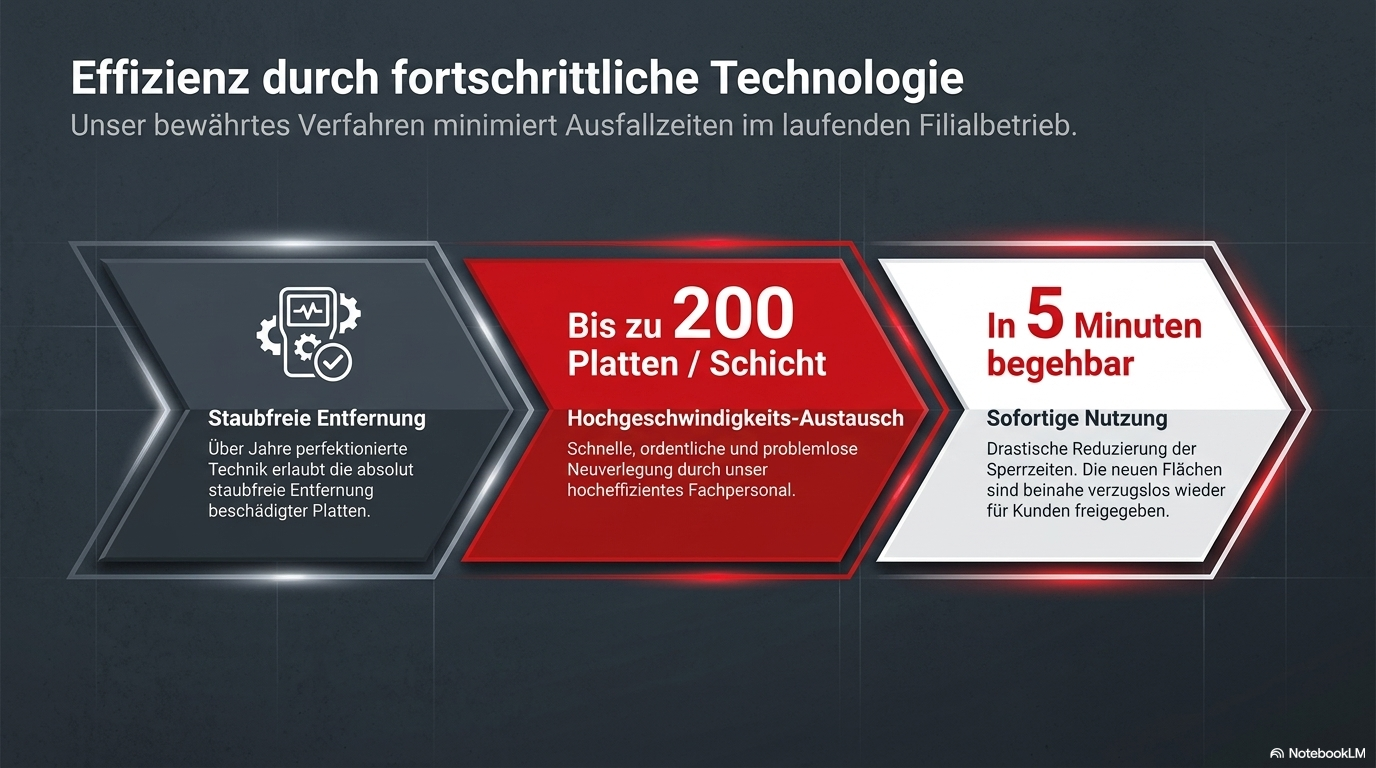 Effizienz durch fortschrittliche Technologie
Unser bewährtes Verfahren minimiert Ausfallzeiten im laufenden Filialbetrieb.
Staubfreie Entfernung
Über Jahre perfektionierte
Technik erlaubt die absolut
staubfreie Entfernung
beschädigter Platten.
Bis zu 200
Platten / Schicht
Hochgeschwindigkeits-Austausch
Schnelle, ordentliche und problemlose
Neuverlegung durch unser
hocheffizientes Fachpersonal.
In 5 Minuten
begehbar
Sofortige Nutzung
Drastische Reduzierung der
Sperrzeiten. Die neuen Flächen
sind beinahe verzugslos wieder
für Kunden freigegeben.
NotebookLM